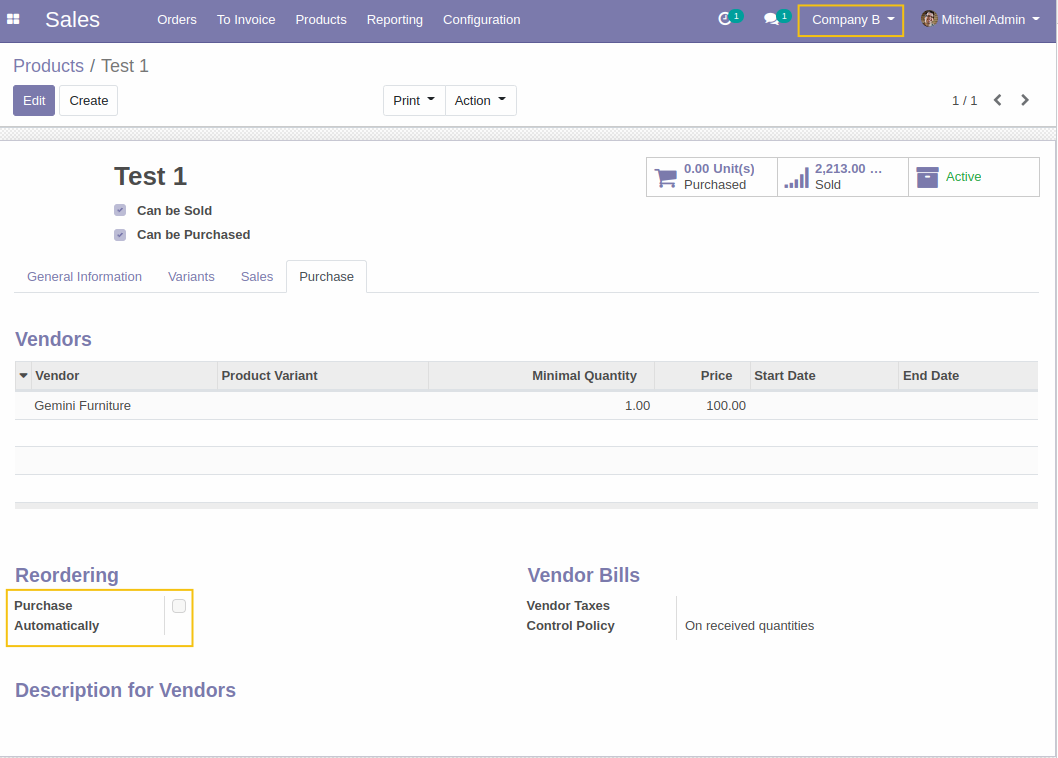 Sales Orders To Invoice Products Reporting Configuration 1 1 Company B Mitchell Admin
Products / Test 1
Edit Create Print Action 1 / 1
Test 1
0.00 Unit(s)
Purchased
2,213.00 ...
Sold
Active
Can be Sold
Can be Purchased
General Information Variants Sales Purchase
Vendors
Vendor Product Variant Minimal Quantity Price Start Date End Date
Gemini Furniture 1.00 100.00
Reordering
Purchase
Automatically
Vendor Bills
Vendor Taxes
Control Policy On received quantities
Description for Vendors